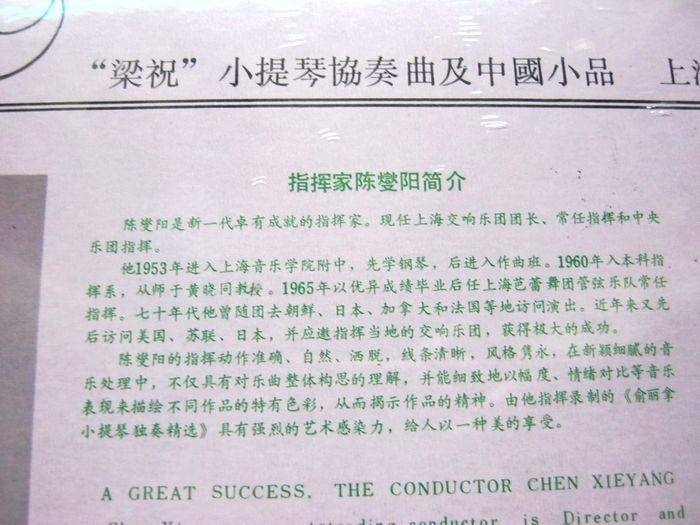 “梁祝”小提琴協奏曲及中國小品 上海
指挥家陈燮阳简介
陈燮阳是新一代卓有成就的指挥家。现任上海交响乐团团长、常任指挥和中央
乐团指挥。
他1953年进入上海音乐学院附中，先学钢琴，后进入作曲班。1960年入本科指
挥系，从师于黄晓同教授。1965年以优异成绩毕业后任上海芭蕾舞团管弦乐队常任
指挥。七十年代他曾随团去朝鲜、日本、加拿大和法国等地访问演出。近年来又先
后访问美国、苏联、日本，并应邀指挥当地的交响乐团，获得极大的成功。
陈燮阳的指挥动作准确、自然、洒脱，线条清晰，风格隽永，在新颖细腻的音
乐处理中，不仅具有对乐曲整体构思的理解，并能细致地以幅度、情绪对比等音乐
表现来描绘不同作品的特有色彩，从而揭示作品的精神。由他指挥录制的《俞丽拿
小提琴独奏精选》具有强烈的艺术感染力，给人以一种美的享受。
A GREAT SUCCESS, THE CONDUCTOR CHEN XIEYANG
conductor is Director and